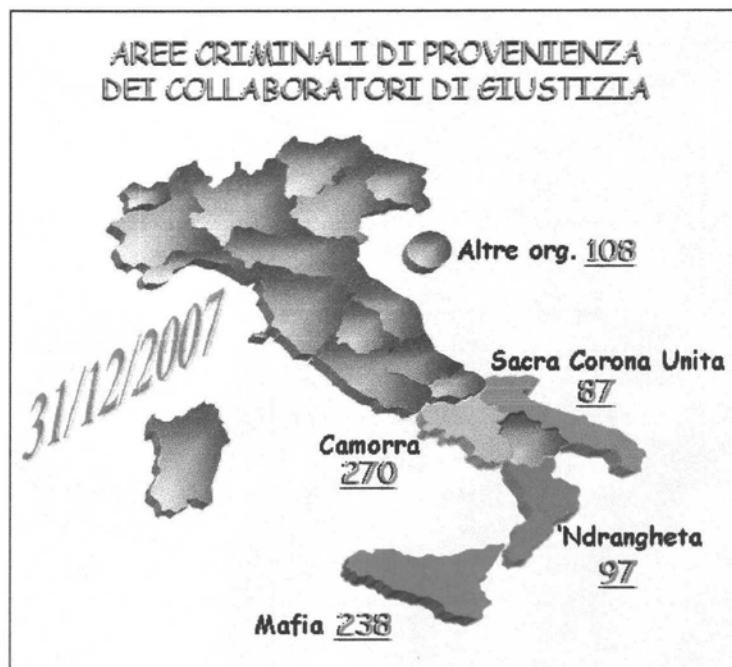 AREE CRIMINALI DI PROVENIENZA
DEI COLLABORATORI DI GIUSTIZIA
31/12/2007
Altre org. 108
Sacra Corona Unita
87
Camorra
270
'Ndrangheta
97
Mafia 238